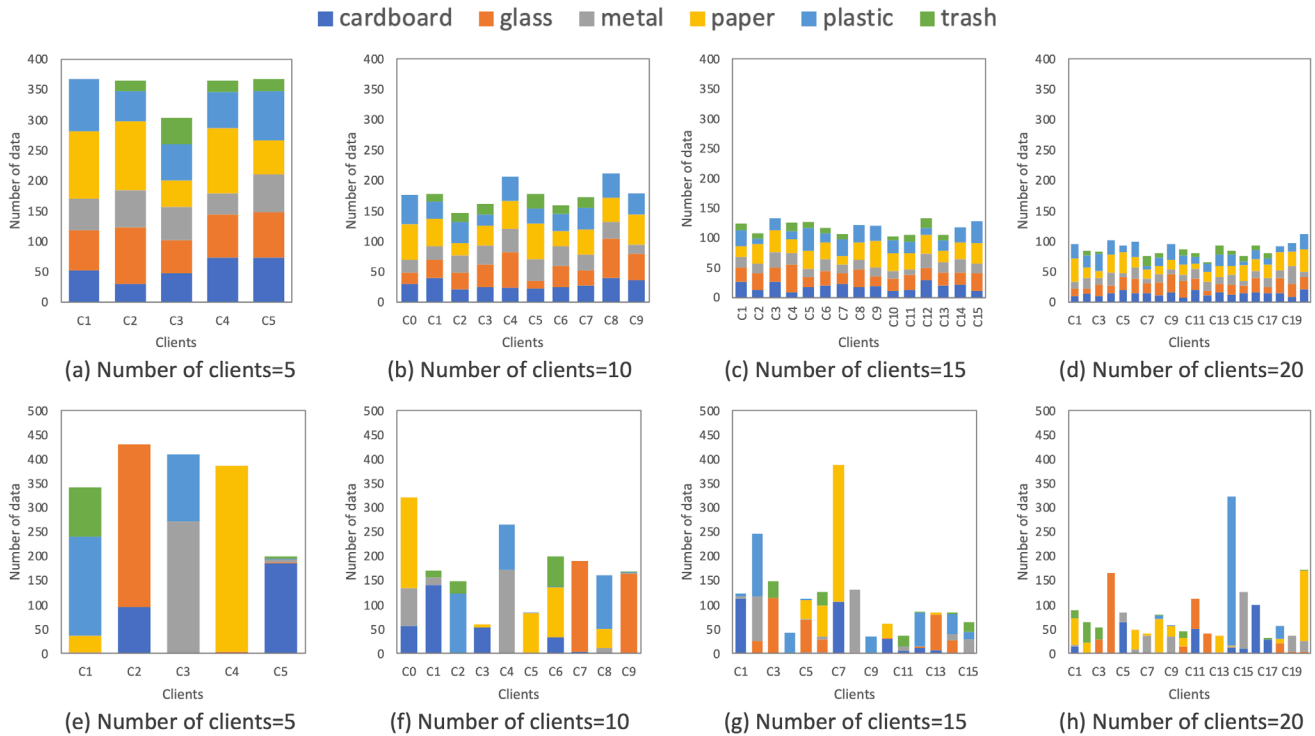 cardboard glass metal paper plastic trash
400 350 300 250 200 150 100 50 0
Number of data
C1 C2 C3 C4 C5
Clients
(a) Number of clients=5
400 350 300 250 200 150 100 50 0
Number of data
C0 C1 C2 C3 C4 C5 C6 C7 C8 C9
Clients
(b) Number of clients=10
400 350 300 250 200 150 100 50 0
Number of data
C1 C2 C3 C4 C5 C6 C7 C8 C9 C10 C11 C12 C13 C14 C15
Clients
(c) Number of clients=15
400 350 300 250 200 150 100 50 0
Number of data
C1 C3 C5 C7 C9 C11 C13 C15 C17 C19
Clients
(d) Number of clients=20
500 450 400 350 300 250 200 150 100 50 0
Number of data
C1 C2 C3 C4 C5
Clients
(e) Number of clients=5
500 450 400 350 300 250 200 150 100 50 0
Number of data
C0 C1 C2 C3 C4 C5 C6 C7 C8 C9
Clients
(f) Number of clients=10
500 450 400 350 300 250 200 150 100 50 0
Number of data
C1 C3 C5 C7 C9 C11 C13 C15
Clients
(g) Number of clients=15
500 450 400 350 300 250 200 150 100 50 0
Number of data
C1 C3 C5 C7 C9 C11 C13 C15 C17 C19
Clients
(h) Number of clients=20